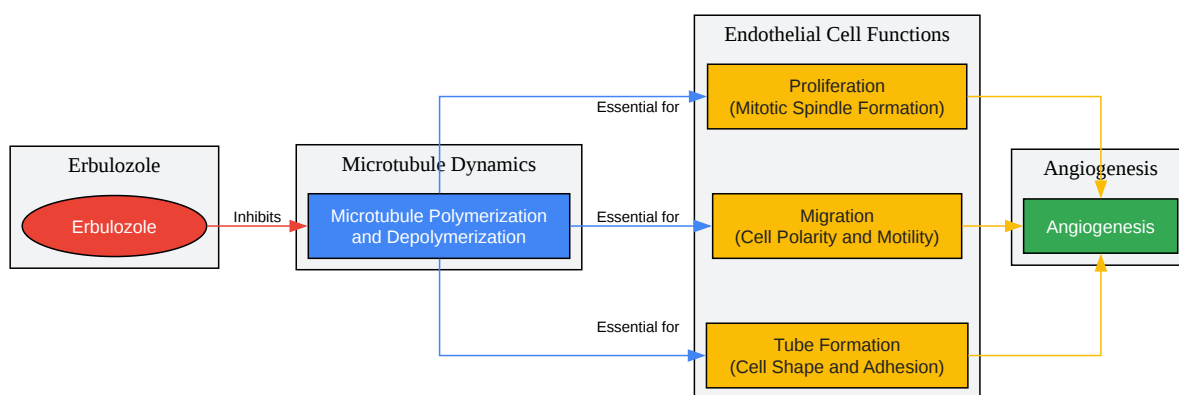 Erbulozole
Erbulozole
Inhibits
Microtubule Dynamics
Microtubule Polymerization
and Depolymerization
Essential for
Essential for
Essential for
Endothelial Cell Functions
Proliferation
(Mitotic Spindle Formation)
Migration
(Cell Polarity and Motility)
Tube Formation
(Cell Shape and Adhesion)
Angiogenesis
Angiogenesis